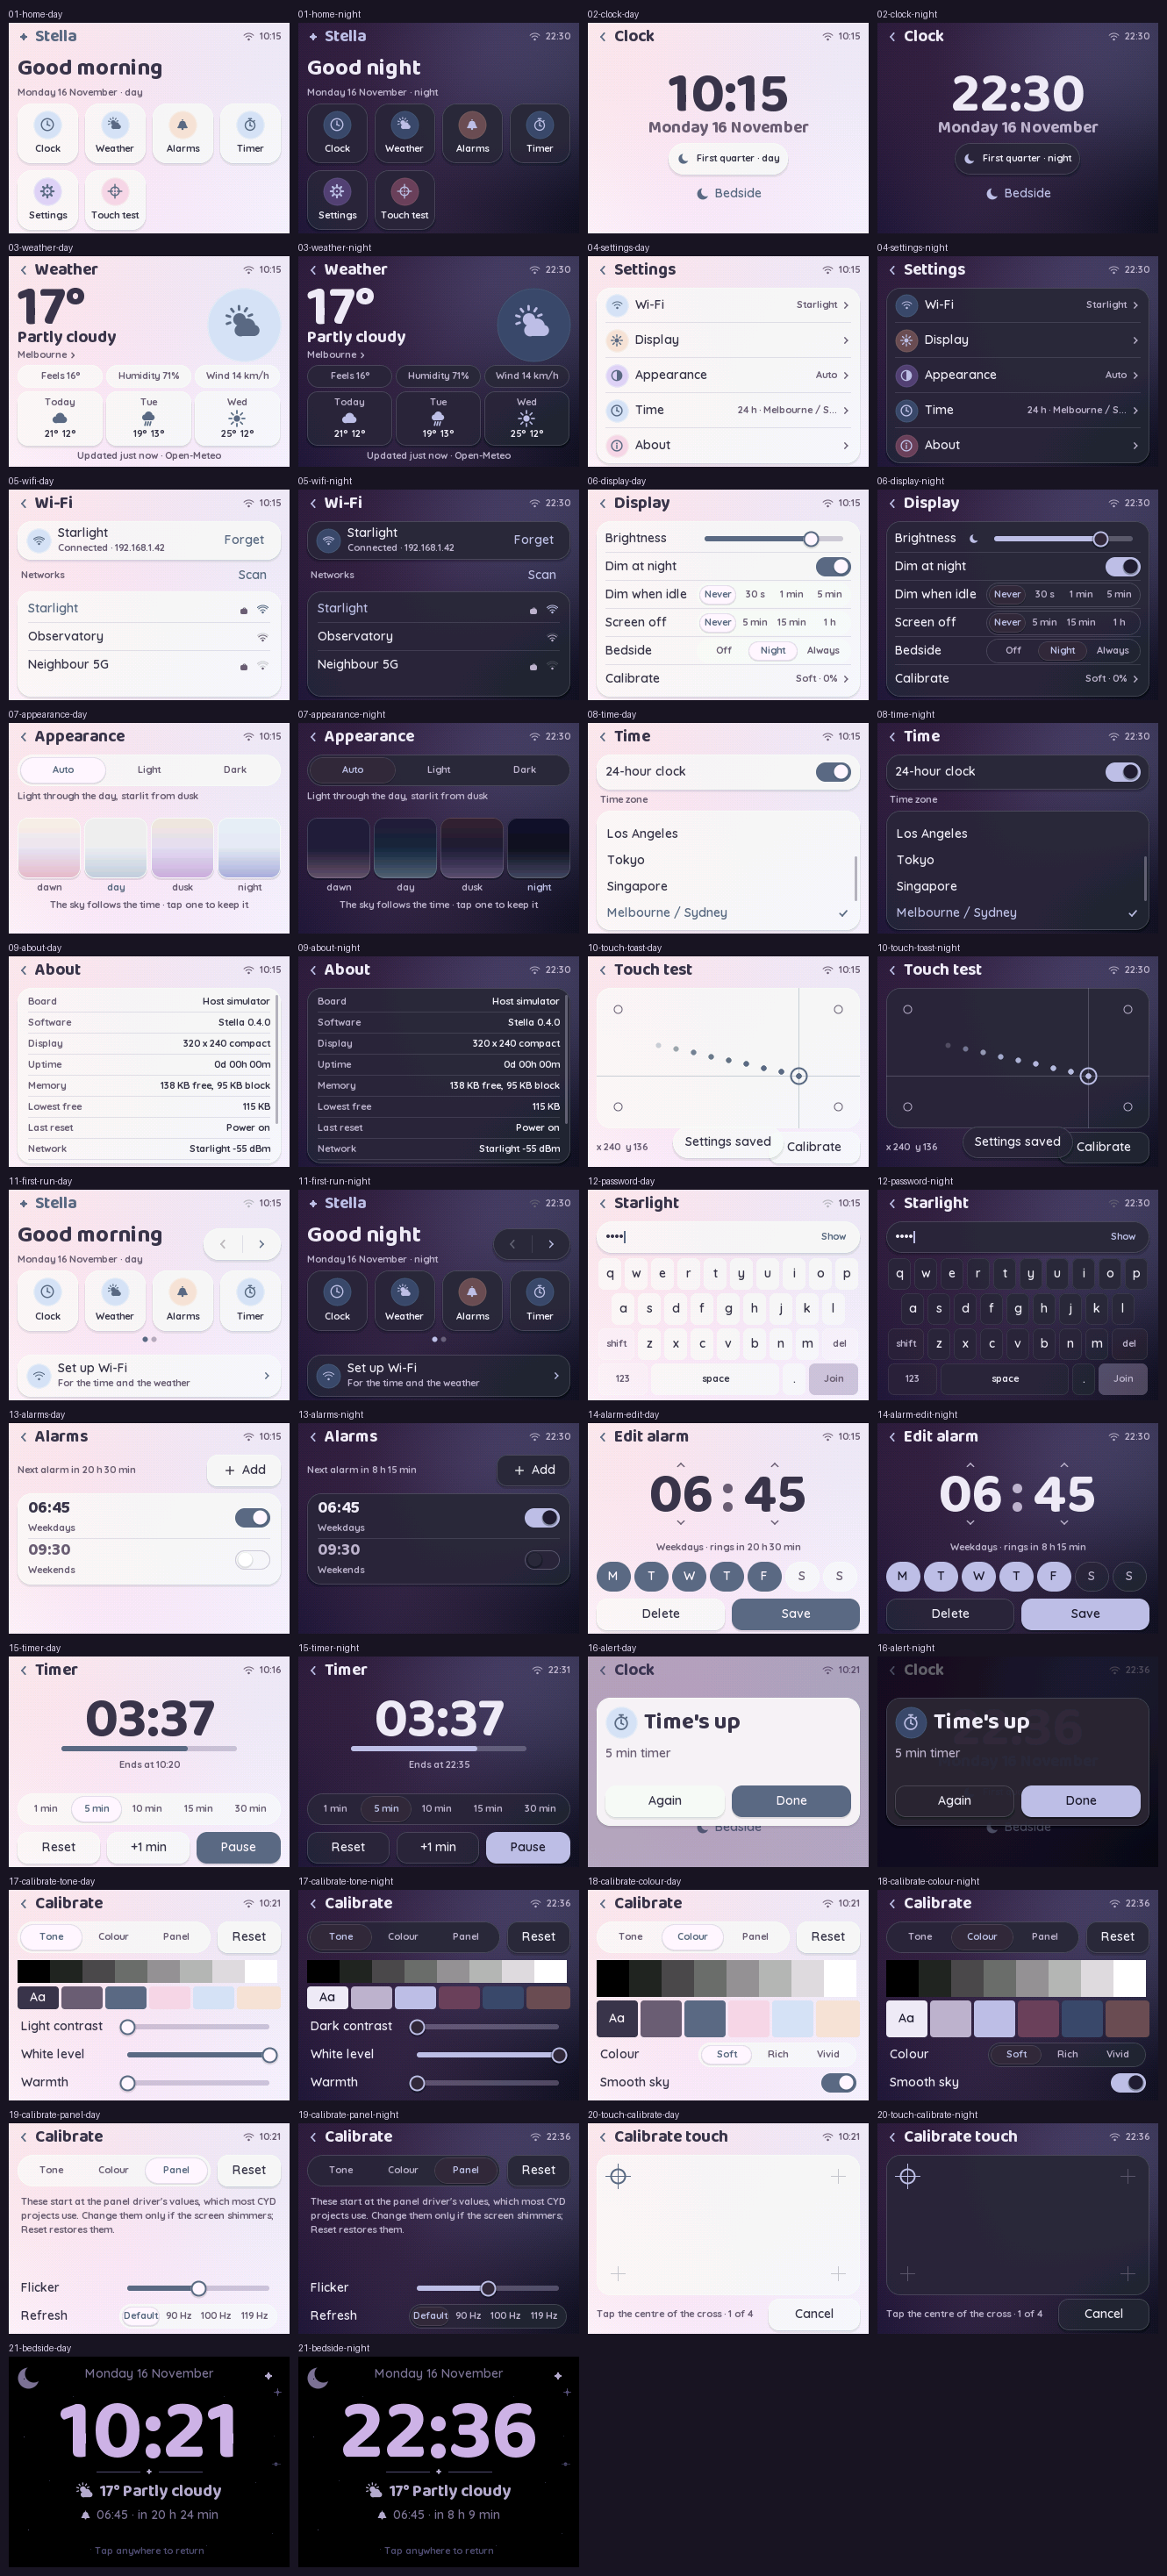 01-home-day
Stella
10:15
Good morning
Monday 16 November · day
Clock
Weather
Alarms
Timer
Settings
Touch test
01-home-night
Stella
22:30
Good night
Monday 16 November · night
Clock
Weather
Alarms
Timer
Settings
Touch test
02-clock-day
Clock
10:15
10:15
Monday 16 November
First quarter · day
Bedside
02-clock-night
Clock
22:30
22:30
Monday 16 November
First quarter · night
Bedside
03-weather-day
Weather
10:15
17°
Partly cloudy
Melbourne
Feels 16°
Humidity 71%
Wind 14 km/h
Today
Tue
Wed
21° 12°
19° 13°
25° 12°
Updated just now · Open-Meteo
03-weather-night
Weather
22:30
17°
Partly cloudy
Melbourne
Feels 16°
Humidity 71%
Wind 14 km/h
Today
Tue
Wed
21° 12°
19° 13°
25° 12°
Updated just now · Open-Meteo
04-settings-day
Settings
10:15
Wi-Fi
Starlight
Display
Appearance
Auto
Time
24 h · Melbourne / S...
About
04-settings-night
Settings
22:30
Wi-Fi
Starlight
Display
Appearance
Auto
Time
24 h · Melbourne / S...
About
05-wifi-day
Wi-Fi
10:15
Starlight
Connected · 192.168.1.42
Forget
Networks
Scan
Starlight
Observatory
Neighbour 5G
05-wifi-night
Wi-Fi
22:30
Starlight
Connected · 192.168.1.42
Forget
Networks
Scan
Starlight
Observatory
Neighbour 5G
06-display-day
Display
10:15
Brightness
Dim at night
Dim when idle
Never 30 s 1 min 5 min
Screen off
Never 5 min 15 min 1 h
Bedside
Off Night Always
Calibrate
Soft · 0%
06-display-night
Display
22:30
Brightness
Dim at night
Dim when idle
Never 30 s 1 min 5 min
Screen off
Never 5 min 15 min 1 h
Bedside
Off Night Always
Calibrate
Soft · 0%
07-appearance-day
Appearance
10:15
Auto Light Dark
Light through the day, starlit from dusk
dawn day dusk night
The sky follows the time · tap one to keep it
07-appearance-night
Appearance
22:30
Auto Light Dark
Light through the day, starlit from dusk
dawn day dusk night
The sky follows the time · tap one to keep it
08-time-day
Time
10:15
24-hour clock
Time zone
Los Angeles
Tokyo
Singapore
Melbourne / Sydney
08-time-night
Time
22:30
24-hour clock
Time zone
Los Angeles
Tokyo
Singapore
Melbourne / Sydney
09-about-day
About
10:15
Board Host simulator
Software Stella 0.4.0
Display 320 x 240 compact
Uptime 0d 00h 00m
Memory 138 KB free, 95 KB block
Lowest free 115 KB
Last reset Power on
Network Starlight -55 dBm
09-about-night
About
22:30
Board Host simulator
Software Stella 0.4.0
Display 320 x 240 compact
Uptime 0d 00h 00m
Memory 138 KB free, 95 KB block
Lowest free 115 KB
Last reset Power on
Network Starlight -55 dBm
10-touch-toast-day
Touch test
10:15
x 240 y 136
Settings saved
Calibrate
10-touch-toast-night
Touch test
22:30
x 240 y 136
Settings saved
Calibrate
11-first-run-day
Stella
10:15
Good morning
Monday 16 November · day
Clock
Weather
Alarms
Timer
Set up Wi-Fi
For the time and the weather
11-first-run-night
Stella
22:30
Good night
Monday 16 November · night
Clock
Weather
Alarms
Timer
Set up Wi-Fi
For the time and the weather
12-password-day
Starlight
10:15
••••|
Show
q w e r t y u i o p
a s d f g h j k l
shift z x c v b n m del
123 space . Join
12-password-night
Starlight
22:30
••••|
Show
q w e r t y u i o p
a s d f g h j k l
shift z x c v b n m del
123 space . Join
13-alarms-day
Alarms
10:15
Next alarm in 20 h 30 min
+ Add
06:45
Weekdays
09:30
Weekends
13-alarms-night
Alarms
22:30
Next alarm in 8 h 15 min
+ Add
06:45
Weekdays
09:30
Weekends
14-alarm-edit-day
Edit alarm
10:15
06 : 45
Weekdays · rings in 20 h 30 min
M T W T F S S
Delete
Save
14-alarm-edit-night
Edit alarm
22:30
06 : 45
Weekdays · rings in 8 h 15 min
M T W T F S S
Delete
Save
15-timer-day
Timer
10:16
03:37
Ends at 10:20
1 min 5 min 10 min 15 min 30 min
Reset
+1 min
Pause
15-timer-night
Timer
22:31
03:37
Ends at 22:35
1 min 5 min 10 min 15 min 30 min
Reset
+1 min
Pause
16-alert-day
Clock
10:21
Time's up
5 min timer
Again
Done
Bedside
16-alert-night
Clock
22:36
Time's up
5 min timer
Again
Done
Bedside
17-calibrate-tone-day
Calibrate
10:21
Tone Colour Panel
Reset
Aa
Light contrast
White level
Warmth
17-calibrate-tone-night
Calibrate
22:36
Tone Colour Panel
Reset
Aa
Dark contrast
White level
Warmth
18-calibrate-colour-day
Calibrate
10:21
Tone Colour Panel
Reset
Aa
Colour
Soft Rich Vivid
Smooth sky
18-calibrate-colour-night
Calibrate
22:36
Tone Colour Panel
Reset
Aa
Colour
Soft Rich Vivid
Smooth sky
19-calibrate-panel-day
Calibrate
10:21
Tone Colour Panel
Reset
These start at the panel driver's values, which most CYD
projects use. Change them only if the screen shimmers;
Reset restores them.
Flicker
Refresh
Default 90 Hz 100 Hz 119 Hz
19-calibrate-panel-night
Calibrate
22:36
Tone Colour Panel
Reset
These start at the panel driver's values, which most CYD
projects use. Change them only if the screen shimmers;
Reset restores them.
Flicker
Refresh
Default 90 Hz 100 Hz 119 Hz
20-touch-calibrate-day
Calibrate touch
10:21
Tap the centre of the cross · 1 of 4
Cancel
20-touch-calibrate-night
Calibrate touch
22:36
Tap the centre of the cross · 1 of 4
Cancel
21-bedside-day
Monday 16 November
10:21
17° Partly cloudy
06:45 · in 20 h 24 min
Tap anywhere to return
21-bedside-night
Monday 16 November
22:36
17° Partly cloudy
06:45 · in 8 h 9 min
Tap anywhere to return